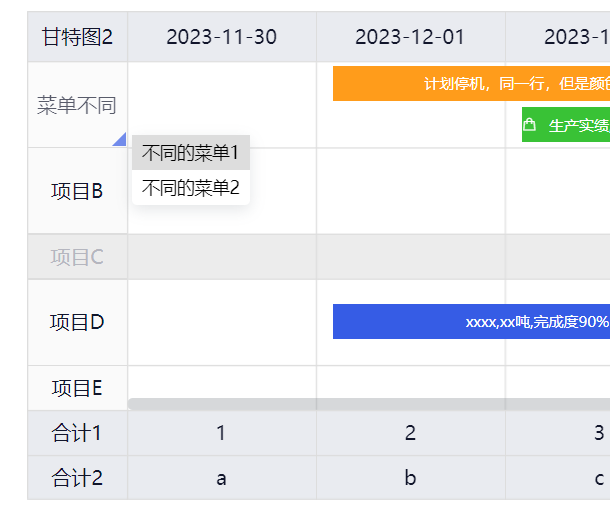 甘特图2 2023-11-30 2023-12-01 2023-1
计划停机，同一行，但是颜色
菜单不同
生产实绩
不同的菜单1
不同的菜单2
项目B
项目C
项目D
xxxx,xx吨,完成度90%
项目E
合计1 1 2 3
合计2 a b c